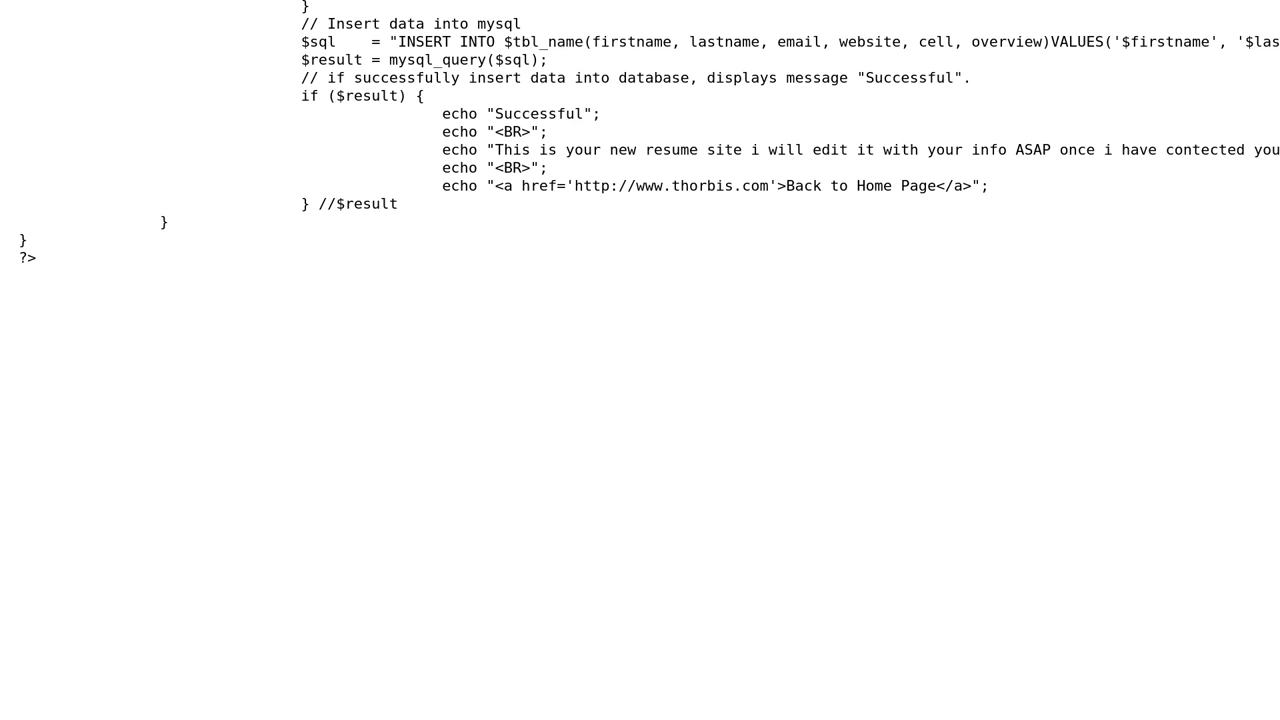 }
// Insert data into mysql
$sql    = "INSERT INTO $tbl_name(firstname, lastname, email, website, cell, overview)VALUES('$firstname', '$las
$result = mysql_query($sql);
// if successfully insert data into database, displays message "Successful".
if ($result) {
echo "Successful";
echo "<BR>";
echo "This is your new resume site i will edit it with your info ASAP once i have contected you
echo "<BR>";
echo "<a href='http://www.thorbis.com'>Back to Home Page</a>";
} //$result
}
}
?>